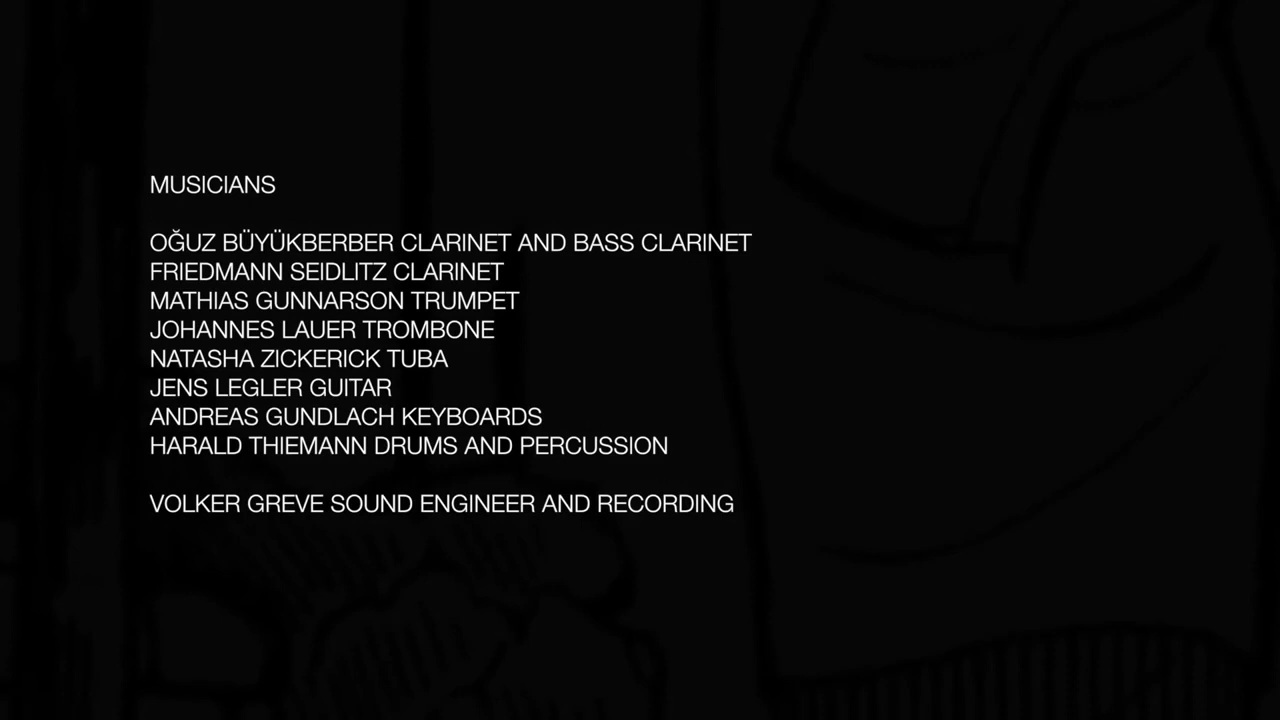 MUSICIANS
OĞUZ BÜYÜKBERBER CLARINET AND BASS CLARINET
FRIEDMANN SEIDLITZ CLARINET
MATHIAS GUNNARSON TRUMPET
JOHANNES LAUER TROMBONE
NATASHA ZICKERICK TUBA
JENS LEGLER GUITAR
ANDREAS GUNDLACH KEYBOARDS
HARALD THIEMANN DRUMS AND PERCUSSION
VOLKER GREVE SOUND ENGINEER AND RECORDING